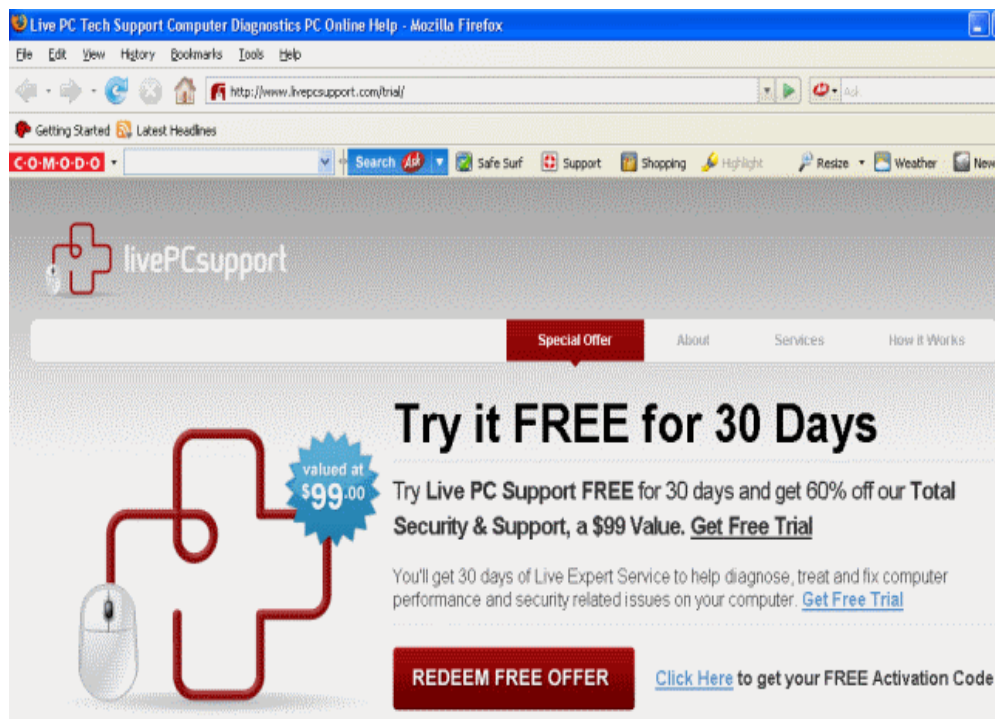 Live PC Tech Support Computer Diagnostics PC Online Help - Mozilla Firefox
File Edit View History Bookmarks Tools Help
http://www.livepcsupport.com/trial/
Ask
Getting Started Latest Headlines
C·O·M·O·D·O Search Ask Safe Surf Support Shopping Highlight Resize Weather New
livePCsupport
Special Offer About Services How it Works
Try it FREE for 30 Days
valued at
$99.00
Try Live PC Support FREE for 30 days and get 60% off our Total
Security & Support, a $99 Value. Get Free Trial
You'll get 30 days of Live Expert Service to help diagnose, treat and fix computer
performance and security related issues on your computer. Get Free Trial
REDEEM FREE OFFER
Click Here to get your FREE Activation Code